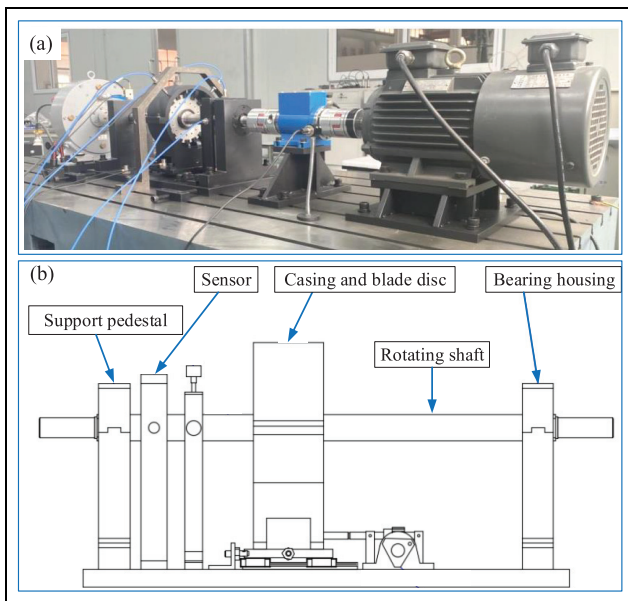 (a)
(b)
Sensor
Casing and blade disc
Bearing housing
Support pedestal
Rotating shaft